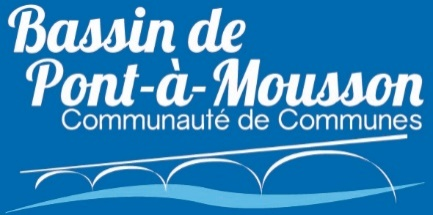 Bassin de
Pont-à-Mousson
Communauté de Communes